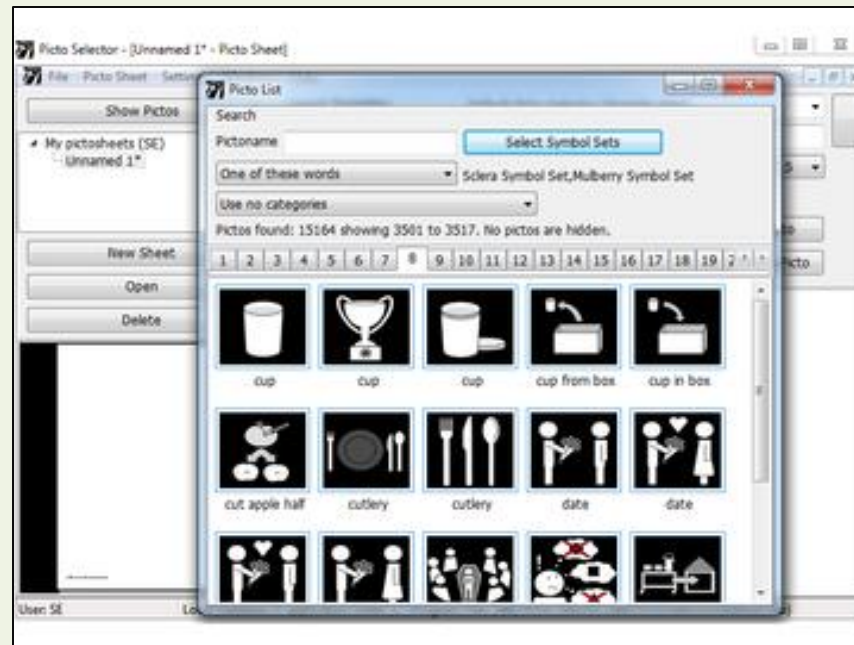 Picto Selector - [Unnamed 1* - Picto Sheet]
File Picto Sheet
Picto List
Show Pictos
Search
My pictosheets (SE)
Unnamed 1*
Pictoname
Select Symbol Sets
One of these words
Sclera Symbol Set,Mulberry Symbol Set
Use no categories
Pictos found: 15164 showing 3501 to 3517. No pictos are hidden.
New Sheet
1 2 3 4 5 6 7 8 9 10 11 12 13 14 15 16 17 18 19 2
Picto
Open
Delete
cup cup cup cup from box cup in box
cut apple half cutlery cutlery date date
User: SE